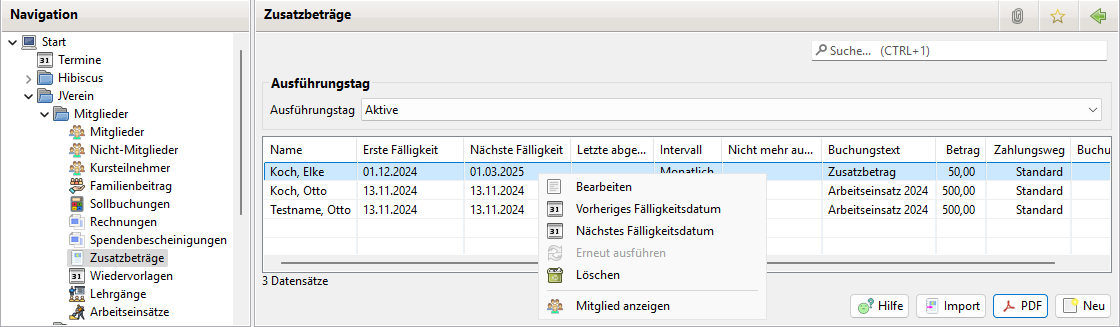 Navigation
Start
Termine
Hibiscus
JVerein
Mitglieder
Mitglieder
Nicht-Mitglieder
Kursteilnehmer
Familienbeitrag
Sollbuchungen
Rechnungen
Spendenbescheinigungen
Zusatzbeträge
Wiedervorlagen
Lehrgänge
Arbeitseinsätze
Zusatzbeträge
Suche... (CTRL+1)
Ausführungstag
Ausführungstag Aktive
Name Erste Fälligkeit Nächste Fälligkeit Letzte abge... Intervall Nicht mehr au... Buchungstext Betrag Zahlungsweg Buchu
Koch, Elke 01.12.2024 01.03.2025 Monatlich Zusatzbetrag 50,00 Standard
Koch, Otto 13.11.2024 13.11.2024 Arbeitseinsatz 2024 500,00 Standard
Testname, Otto 13.11.2024 13.11.2024 Arbeitseinsatz 2024 500,00 Standard
Bearbeiten
Vorheriges Fälligkeitsdatum
Nächstes Fälligkeitsdatum
Erneut ausführen
Löschen
Mitglied anzeigen
3 Datensätze
Hilfe Import PDF Neu